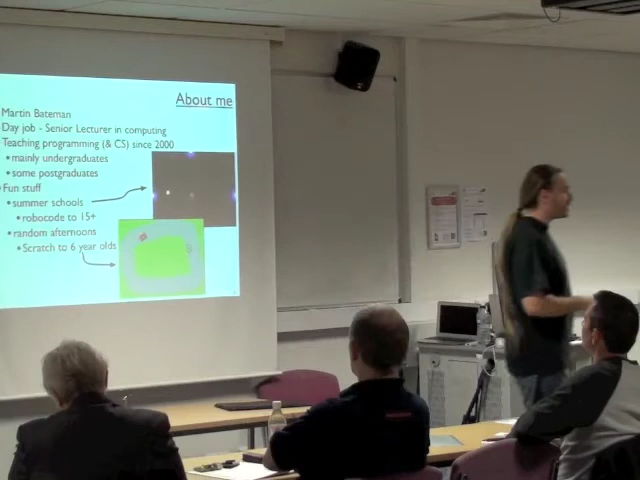 About me
Martin Bateman
Day job - Senior Lecturer in computing
Teaching programming (& CS) since 2000
•mainly undergraduates
•some postgraduates
Fun stuff
•summer schools
•robocode to 15+
•random afternoons
•Scratch to 6 year olds